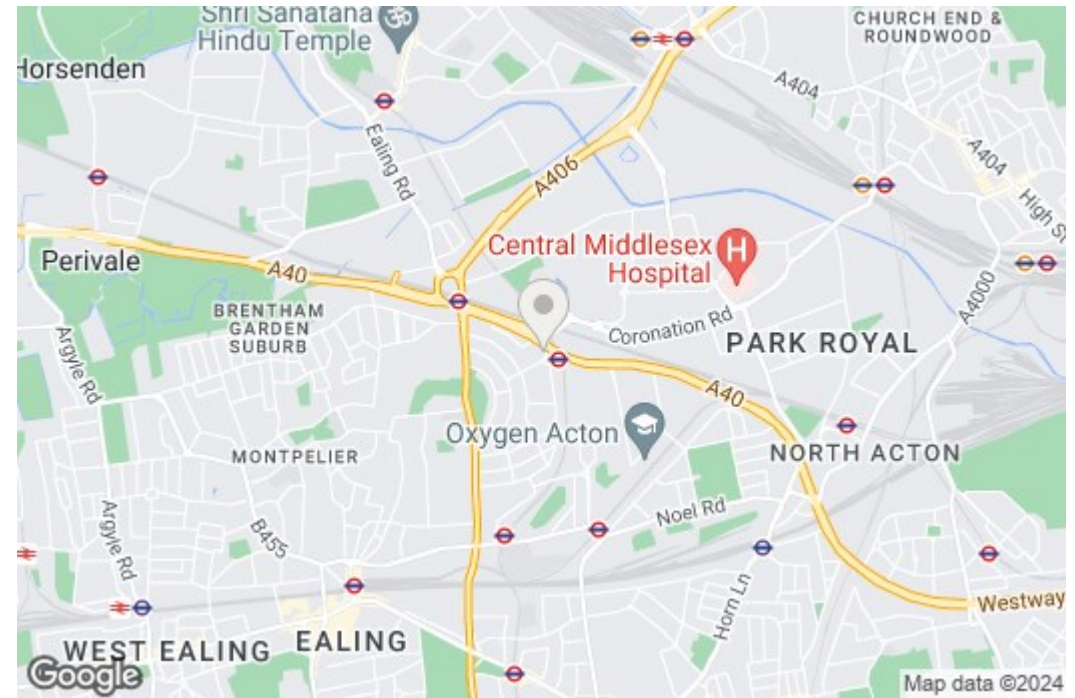 Shri Sanatana
Hindu Temple
CHURCH END &
ROUNDWOOD
Horsenden
A404
Ealing Rd
A406
A404
High St
Central Middlesex
Hospital
H
Perivale
A40
A4000
BRENTHAM
GARDEN
SUBURB
Coronation Rd
PARK ROYAL
Argyle Rd
A40
Oxygen Acton
MONTPELIER
NORTH ACTON
Argyle Rd
B455
Noel Rd
Horn Ln
Westway
WEST EALING
EALING
Google
Map data ©2024